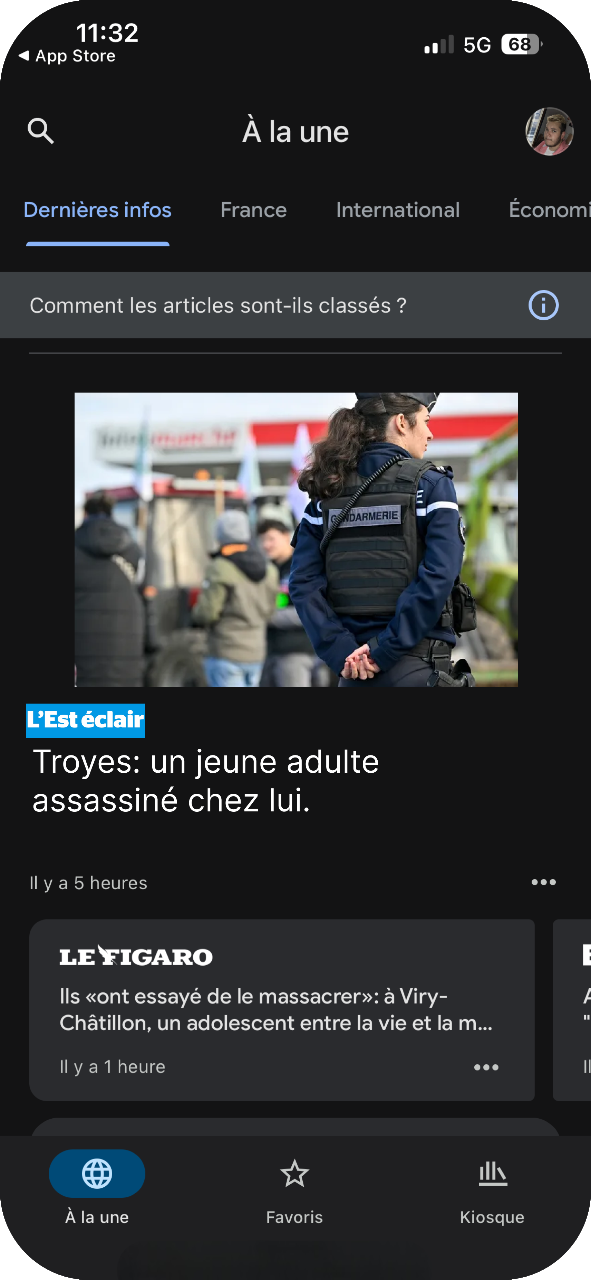 11:32
5G
68
◀ App Store
À la une
Dernières infos
France
International
Économi
Comment les articles sont-ils classés ?
GENDARMERIE
L'Est éclair
Troyes: un jeune adulte
assassiné chez lui.
Il y a 5 heures
LE FIGARO
Ils «ont essayé de le massacrer»: à Viry-
Châtillon, un adolescent entre la vie et la m...
Il y a 1 heure
À la une
Favoris
Kiosque